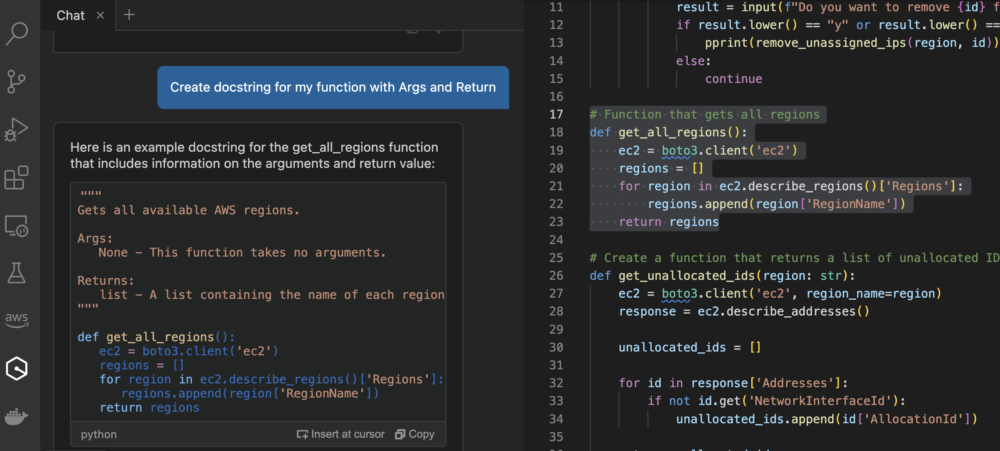 Chat
Create docstring for my function with Args and Return
Here is an example docstring for the get_all_regions function
that includes information on the arguments and return value:
"""
Gets all available AWS regions.
Args:
None – This function takes no arguments.
Returns:
list – A list containing the name of each region
"""
def get_all_regions():
ec2 = boto3.client('ec2')
regions = []
for region in ec2.describe_regions()['Regions']:
regions.append(region['RegionName'])
return regions
python
Insert at cursor
Copy
aws
11 result = input(f"Do you want to remove {id} f
12 if result.lower() == "y" or result.lower() ==
13 pprint(remove_unassigned_ips(region, id))
14 else:
15 continue
16
17 # Function that gets all regions
18 def get_all_regions():
19 ec2 = boto3.client('ec2')
20 regions = []
21 for region in ec2.describe_regions()['Regions']:
22 regions.append(region['RegionName'])
23 return regions
24
25 # Create a function that returns a list of unallocated ID
26 def get_unallocated_ids(region: str):
27 ec2 = boto3.client('ec2', region_name=region)
28 response = ec2.describe_addresses()
29
30 unallocated_ids = []
31
32 for id in response['Addresses']:
33 if not id.get('NetworkInterfaceId'):
34 unallocated_ids.append(id['AllocationId'])
35